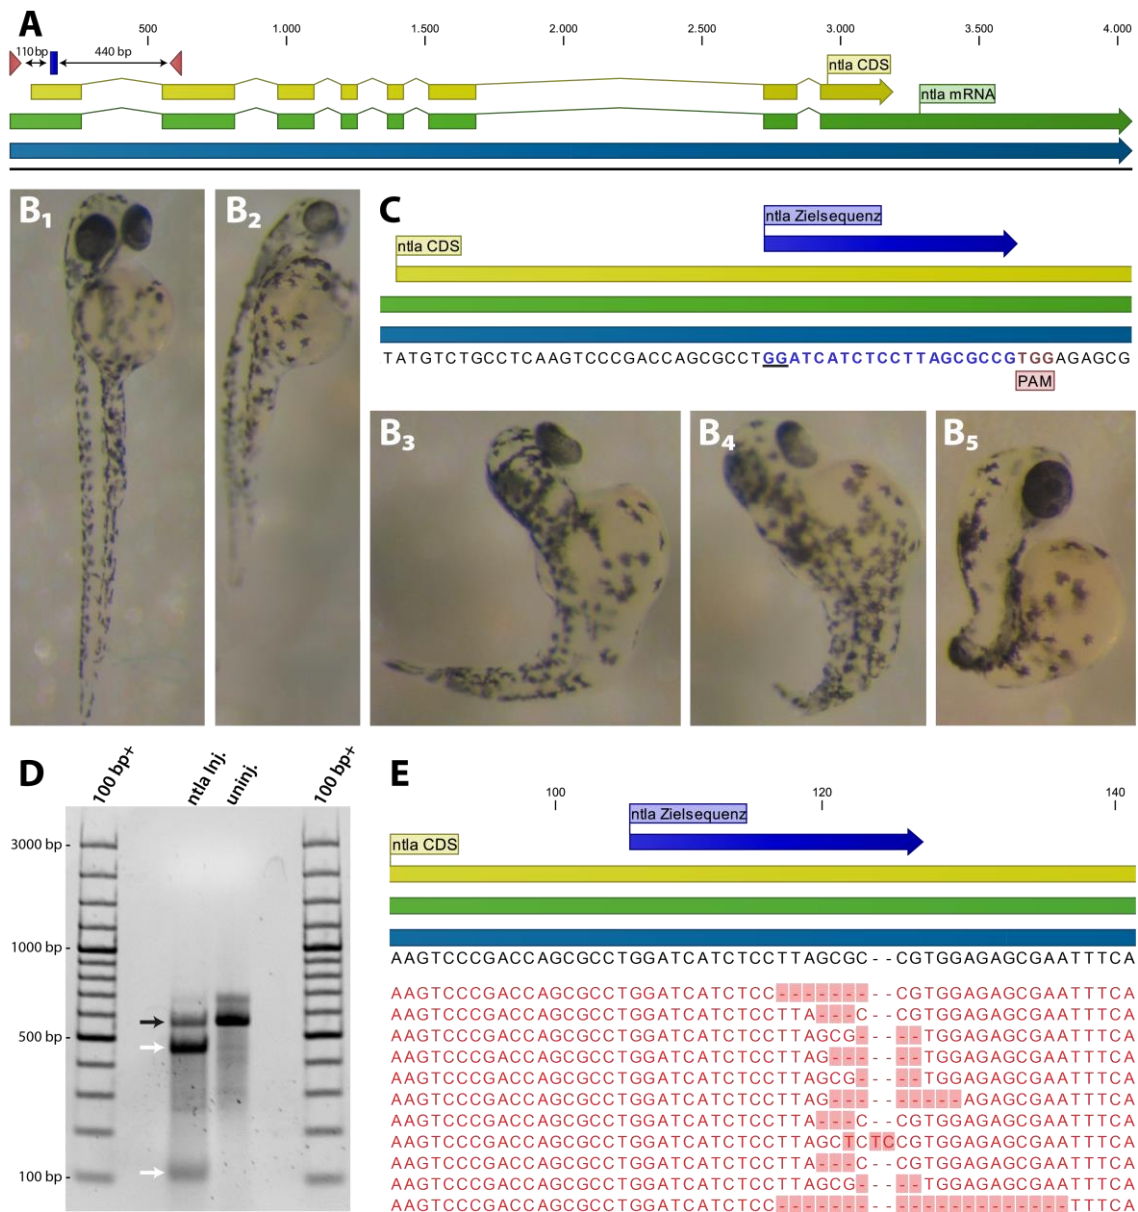 A
500 1.000 1.500 2.000 2.500 3.000 3.500 4.000
110 bp 440 bp
ntla CDS
ntla mRNA
B1
B2
C
ntla Zielsequenz
ntla CDS
TATGTCTGCCTCAAGTCCCGACCAGCGCCTGGATCATCTCCTTAGCGCCGTGGAGAGCG
PAM
B3
B4
B5
D
100 bp+
ntla Inj.
uninj.
100 bp+
3000 bp
1000 bp
500 bp
100 bp
E
100 120 140
ntla Zielsequenz
ntla CDS
AAGTCCCGACCAGCGCCTGGATCATCTCCTTAGCGC--CGTGGAGAGCGAATTTCA
AAGTCCCGACCAGCGCCTGGATCATCTCC---------CGTGGAGAGCGAATTTCA
AAGTCCCGACCAGCGCCTGGATCATCTCCTTA---C--CGTGGAGAGCGAATTTCA
AAGTCCCGACCAGCGCCTGGATCATCTCCTTAGCG-----TGGAGAGCGAATTTCA
AAGTCCCGACCAGCGCCTGGATCATCTCCTTAG-------TGGAGAGCGAATTTCA
AAGTCCCGACCAGCGCCTGGATCATCTCCTTAGCG-----TGGAGAGCGAATTTCA
AAGTCCCGACCAGCGCCTGGATCATCTCCTTAG----------AGAGCGAATTTCA
AAGTCCCGACCAGCGCCTGGATCATCTCCTTA---C--CGTGGAGAGCGAATTTCA
AAGTCCCGACCAGCGCCTGGATCATCTCCTTAGCTCTCCGTGGAGAGCGAATTTCA
AAGTCCCGACCAGCGCCTGGATCATCTCCTTA---C--CGTGGAGAGCGAATTTCA
AAGTCCCGACCAGCGCCTGGATCATCTCCTTAGCG-----TGGAGAGCGAATTTCA
AAGTCCCGACCAGCGCCTGGATCATCTCC----------------------TTTCA